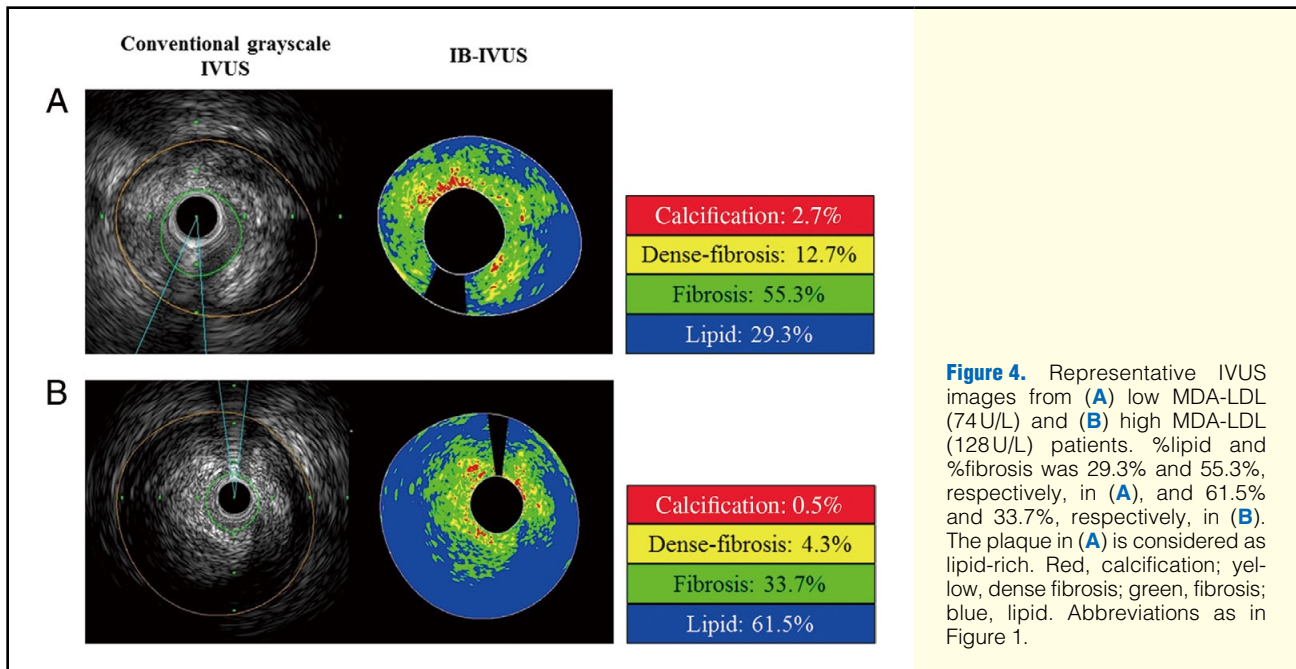 Conventional grayscale
IVUS
IB-IVUS
A
Calcification: 2.7%
Dense-fibrosis: 12.7%
Fibrosis: 55.3%
Lipid: 29.3%
B
Calcification: 0.5%
Dense-fibrosis: 4.3%
Fibrosis: 33.7%
Lipid: 61.5%
Figure 4. Representative IVUS
images from (A) low MDA-LDL
(74 U/L) and (B) high MDA-LDL
(128 U/L) patients. %lipid and
%fibrosis was 29.3% and 55.3%,
respectively, in (A), and 61.5%
and 33.7%, respectively, in (B).
The plaque in (A) is considered as
lipid-rich. Red, calcification; yel-
low, dense fibrosis; green, fibrosis;
blue, lipid. Abbreviations as in
Figure 1.